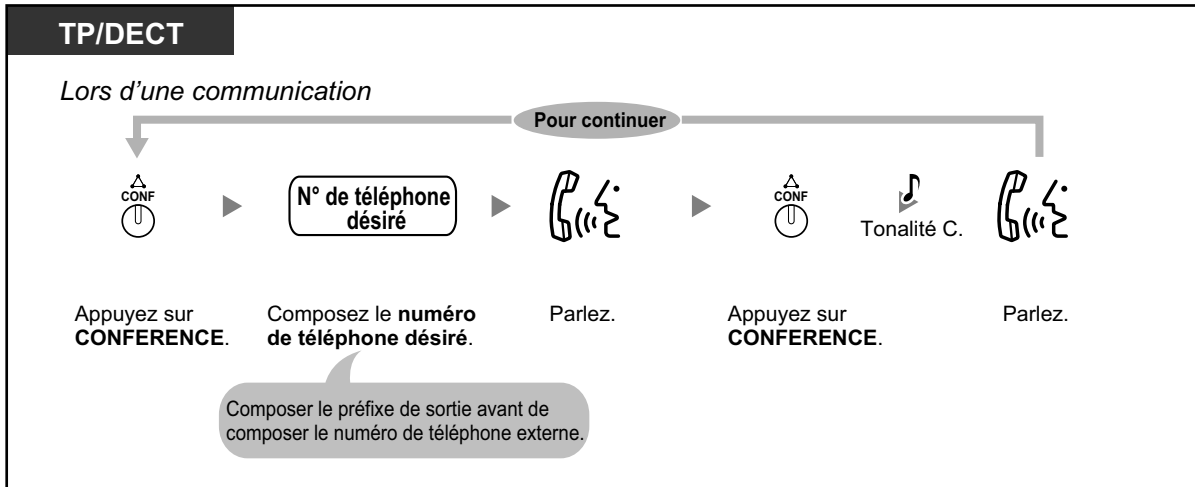 TP/DECT
Lors d’une communication
Pour continuer
CONF
N° de téléphone
désiré
CONF
Tonalité C.
Appuyez sur
CONFERENCE.
Composez le numéro
de téléphone désiré.
Parlez.
Appuyez sur
CONFERENCE.
Parlez.
Composer le préfixe de sortie avant de
composer le numéro de téléphone externe.